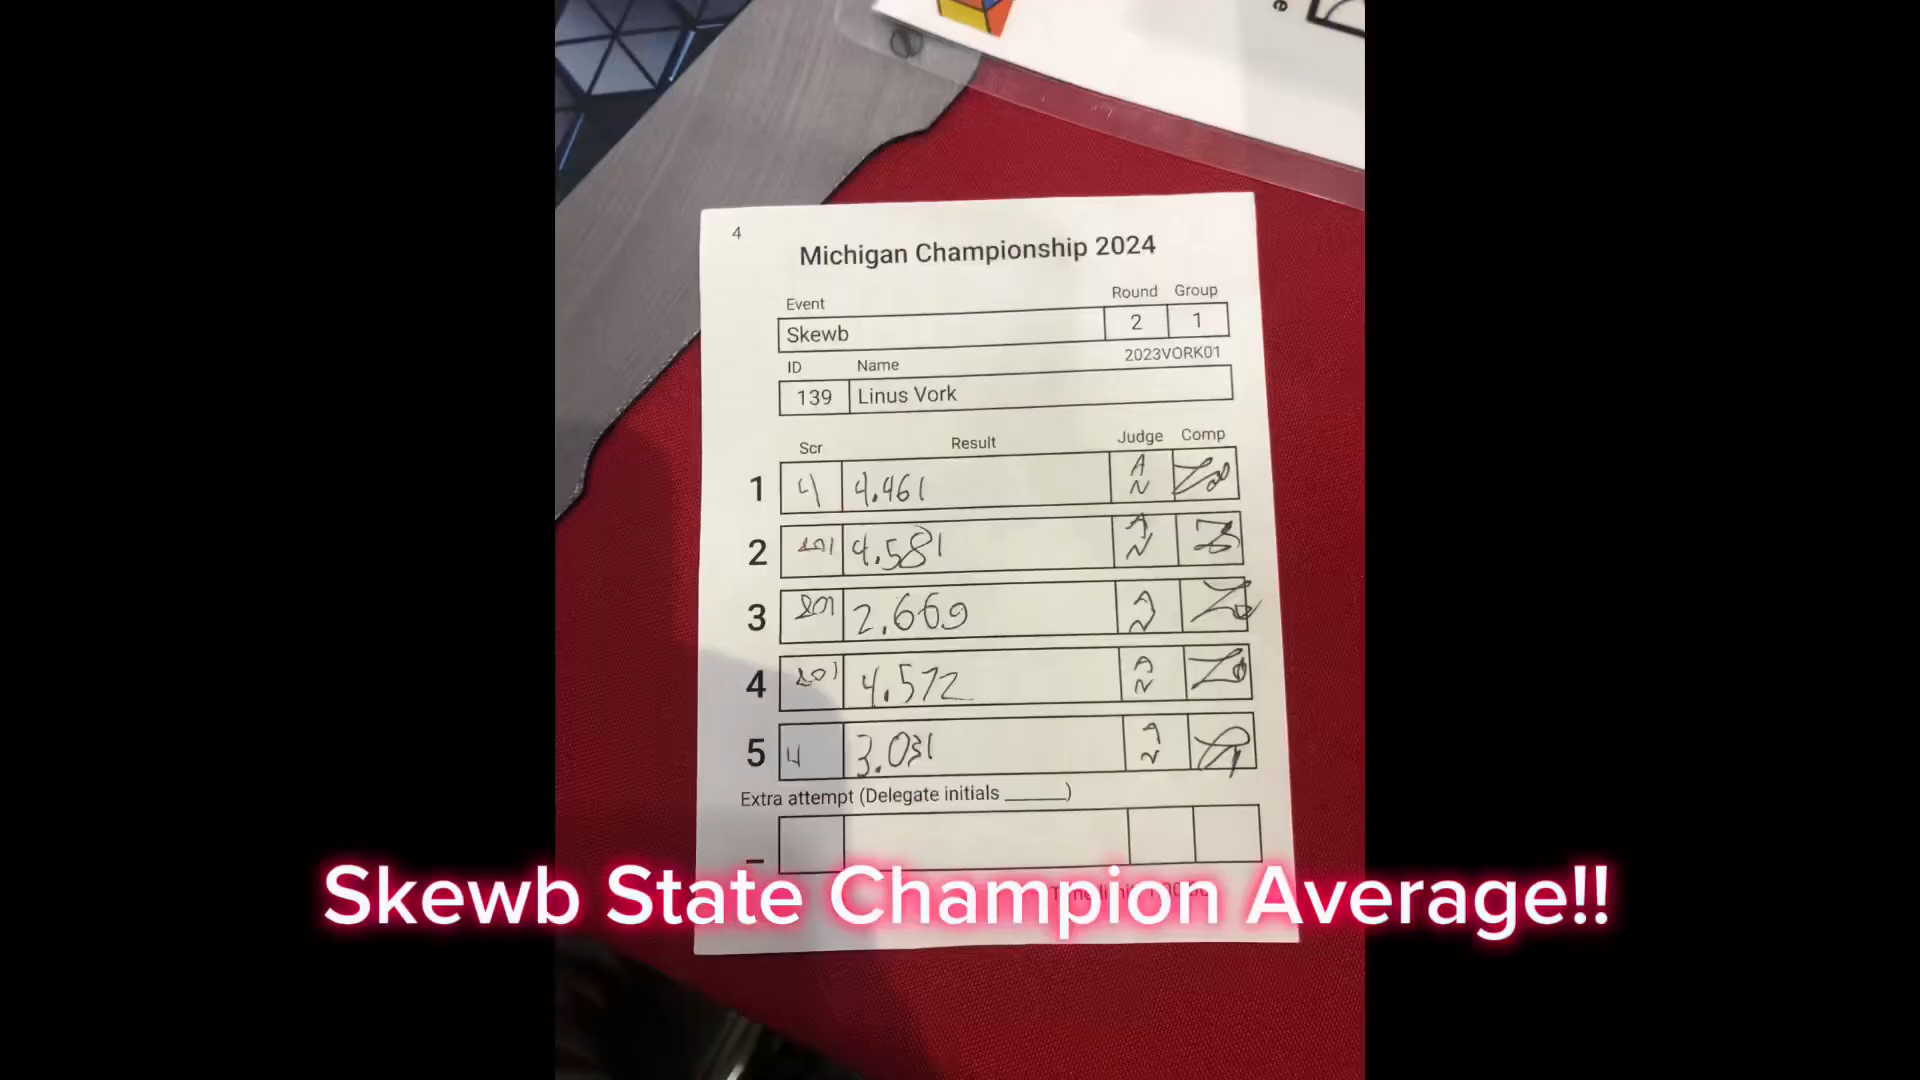 e
4
Michigan Championship 2024
Event Round Group
Skewb 2 1
ID Name 2023VORK01
139 Linus Vork
Scr Result Judge Comp
1 4 4.461 A N
2 4.581 A N
3 2.669 A N
4 4.572 A N
5 4 3.031 A N
Extra attempt (Delegate initials ______)
_
Skewb State Champion Average!!